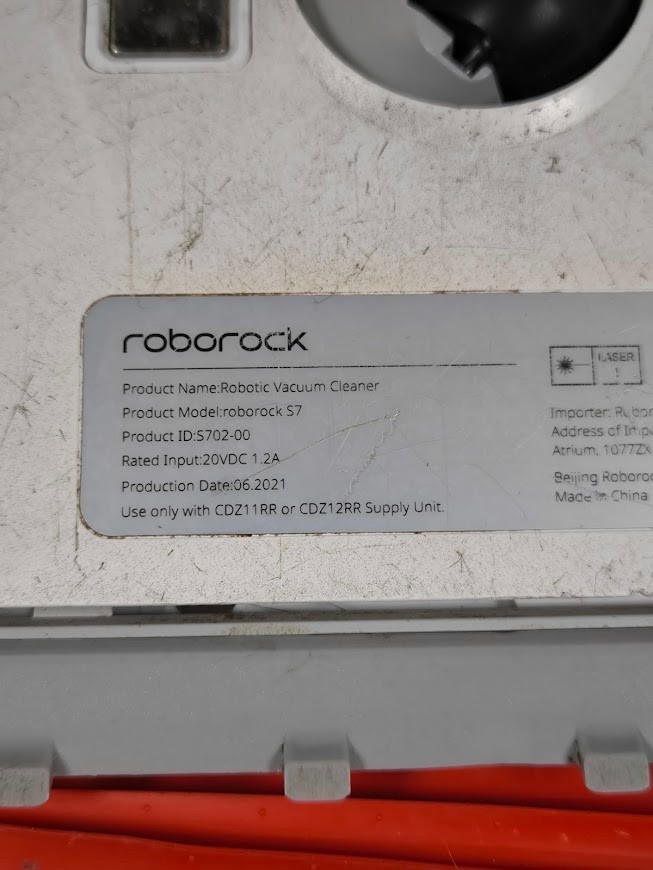 roborock
Product Name:Robotic Vacuum Cleaner
Product Model:roborock S7
Product ID:S702-00
Rated Input:20VDC 1.2A
Production Date:06.2021
Use only with CDZ11RR or CDZ12RR Supply Unit.
LASER
!
Importer:
Address of
Atrium, 1077ZX
Beijing
Made in China